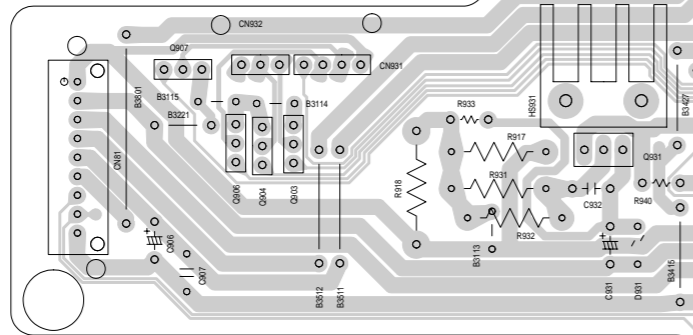 CN932
Q907
CN931
B3801
B3115
B3114
B3221
HS931
B3427
R933
R917
Q931
CN81
Q906
Q904
Q903
R918
R931
C932
R940
R932
C906
C907
B3113
B3512
B3511
C931
D931
B3415